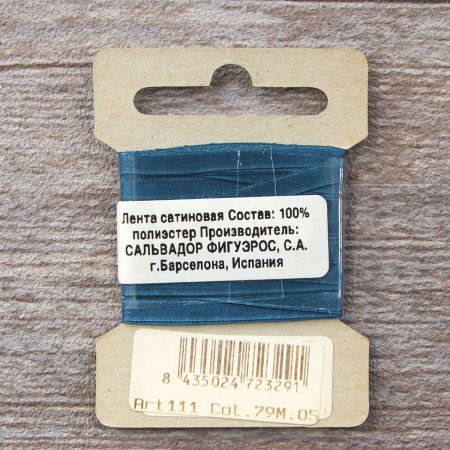 Лента сатиновая Состав: 100%
полиэстер Производитель:
САЛЬВАДОР ФИГУЭРОС, С.А.
г.Барселона, Испания
8 435024 723291
Art111 Col.79M.05